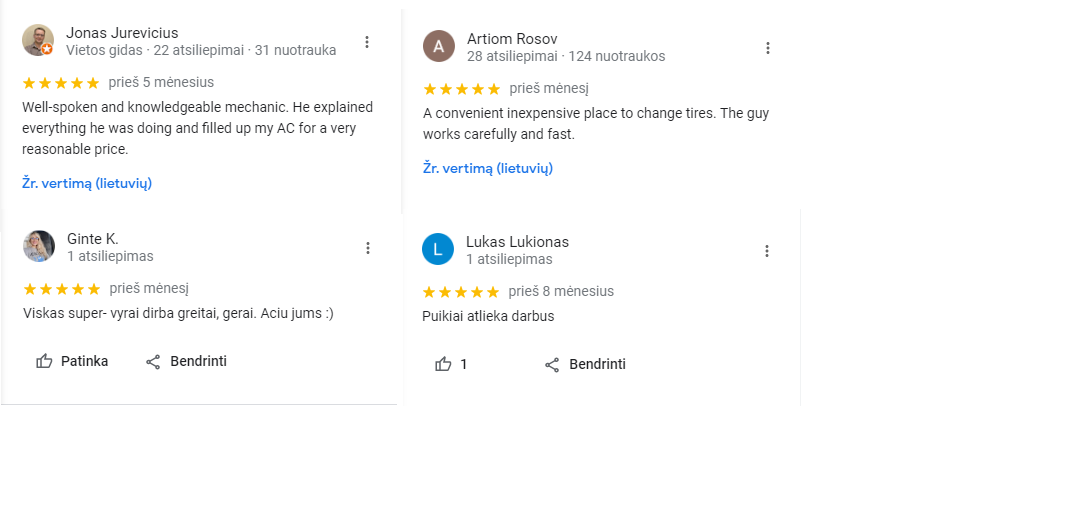 Jonas Jurevicius
Vietos gidas · 22 atsiliepimai · 31 nuotrauka
prieš 5 mėnesius
Well-spoken and knowledgeable mechanic. He explained
everything he was doing and filled up my AC for a very
reasonable price.
Žr. vertimą (lietuvių)
A
Artiom Rosov
28 atsiliepimai · 124 nuotraukos
prieš mėnesį
A convenient inexpensive place to change tires. The guy
works carefully and fast.
Žr. vertimą (lietuvių)
Ginte K.
1 atsiliepimas
prieš mėnesį
Viskas super- vyrai dirba greitai, gerai. Aciu jums :)
Patinka
Bendrinti
L
Lukas Lukionas
1 atsiliepimas
prieš 8 mėnesius
Puikiai atlieka darbus
1
Bendrinti